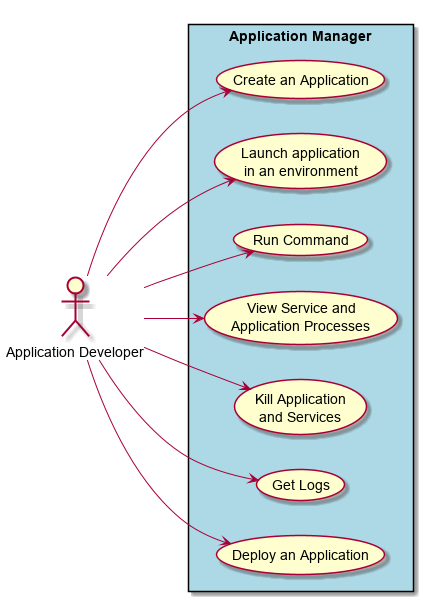 Application Manager
Create an Application
Launch application
in an environment
Run Command
View Service and
Application Processes
Application Developer
Kill Application
and Services
Get Logs
Deploy an Application